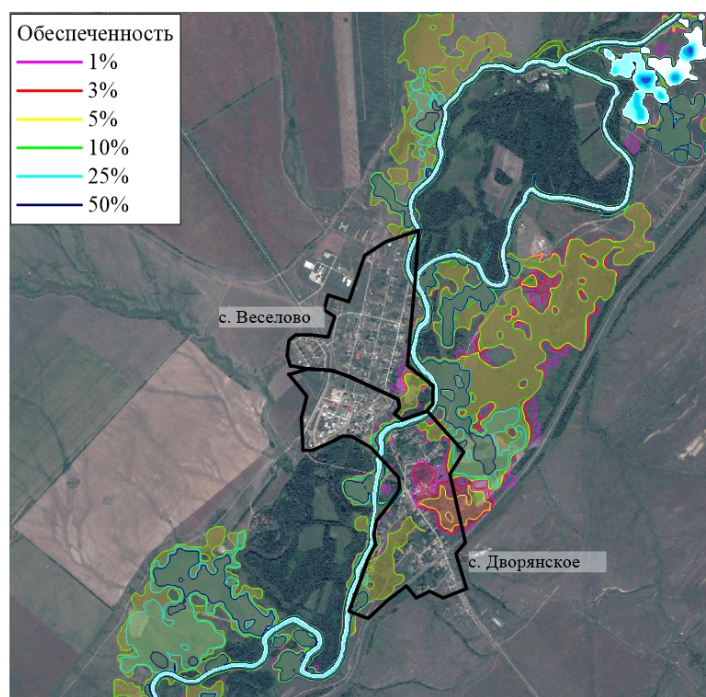 Обеспеченность
1%
3%
5%
10%
25%
50%
с. Веселово
с. Дворянское